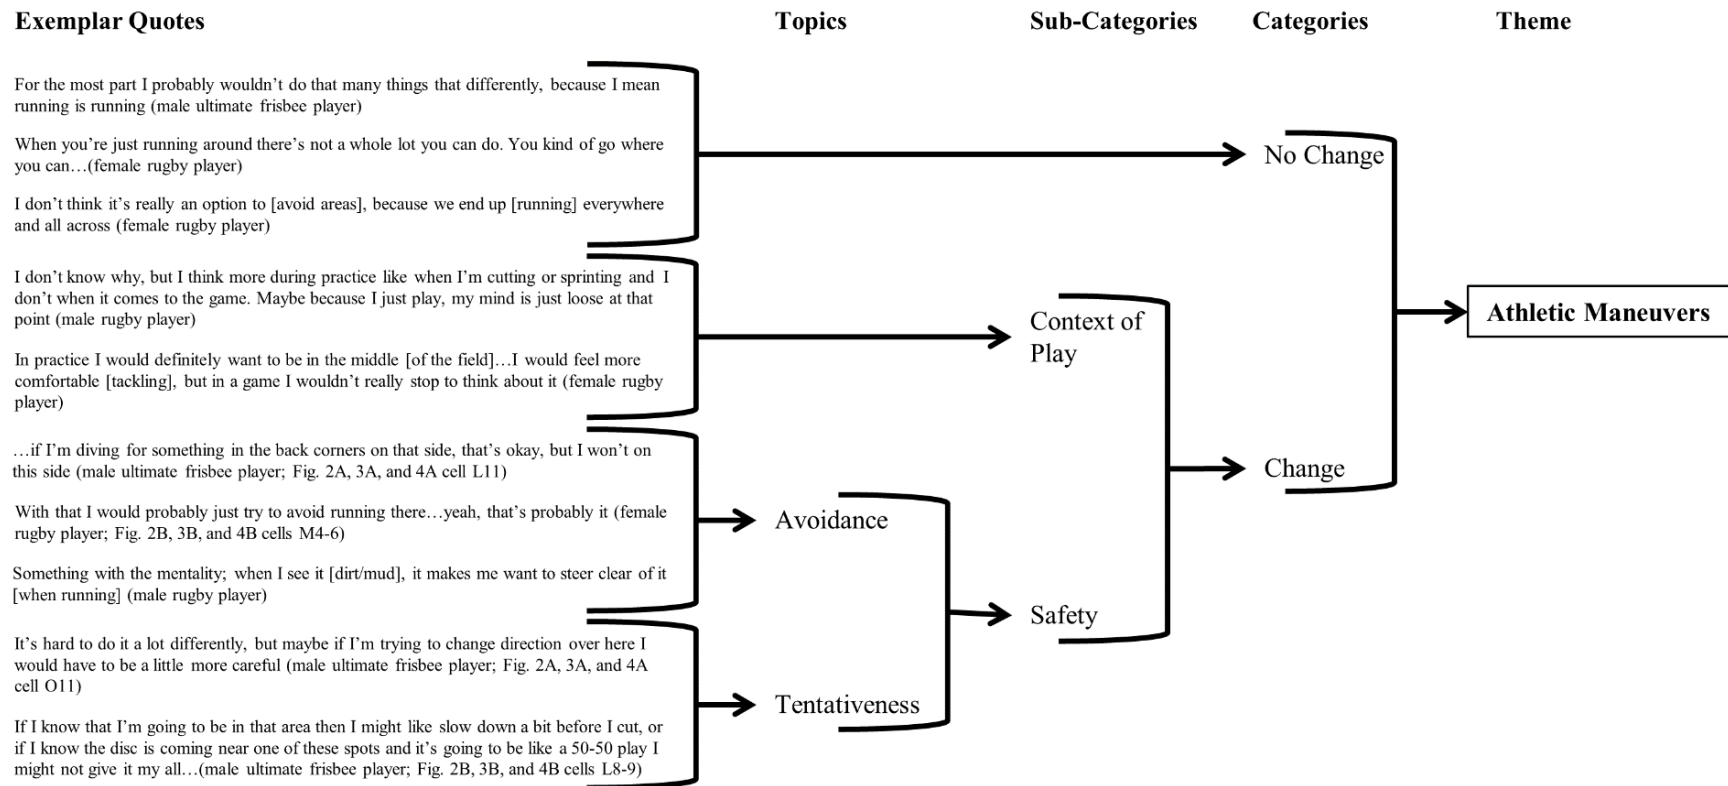 Exemplar Quotes Topics Sub-Categories Categories Theme
For the most part I probably wouldn’t do that many things that differently, because I mean
running is running (male ultimate frisbee player)
When you’re just running around there’s not a whole lot you can do. You kind of go where
you can…(female rugby player)
I don’t think it’s really an option to [avoid areas], because we end up [running] everywhere
and all across (female rugby player)
No Change
I don’t know why, but I think more during practice like when I’m cutting or sprinting and I
don’t when it comes to the game. Maybe because I just play, my mind is just loose at that
point (male rugby player)
In practice I would definitely want to be in the middle [of the field]…I would feel more
comfortable [tackling], but in a game I wouldn’t really stop to think about it (female rugby
player)
Context of
Play
Athletic Maneuvers
…if I’m diving for something in the back corners on that side, that’s okay, but I won’t on
this side (male ultimate frisbee player; Fig. 2A, 3A, and 4A cell L11)
With that I would probably just try to avoid running there…yeah, that’s probably it (female
rugby player; Fig. 2B, 3B, and 4B cells M4-6)
Something with the mentality; when I see it [dirt/mud], it makes me want to steer clear of it
[when running] (male rugby player)
Avoidance
Change
It’s hard to do it a lot differently, but maybe if I’m trying to change direction over here I
would have to be a little more careful (male ultimate frisbee player; Fig. 2A, 3A, and 4A
cell O11)
If I know that I’m going to be in that area then I might like slow down a bit before I cut, or
if I know the disc is coming near one of these spots and it’s going to be like a 50-50 play I
might not give it my all…(male ultimate frisbee player; Fig. 2B, 3B, and 4B cells L8-9)
Tentativeness
Safety